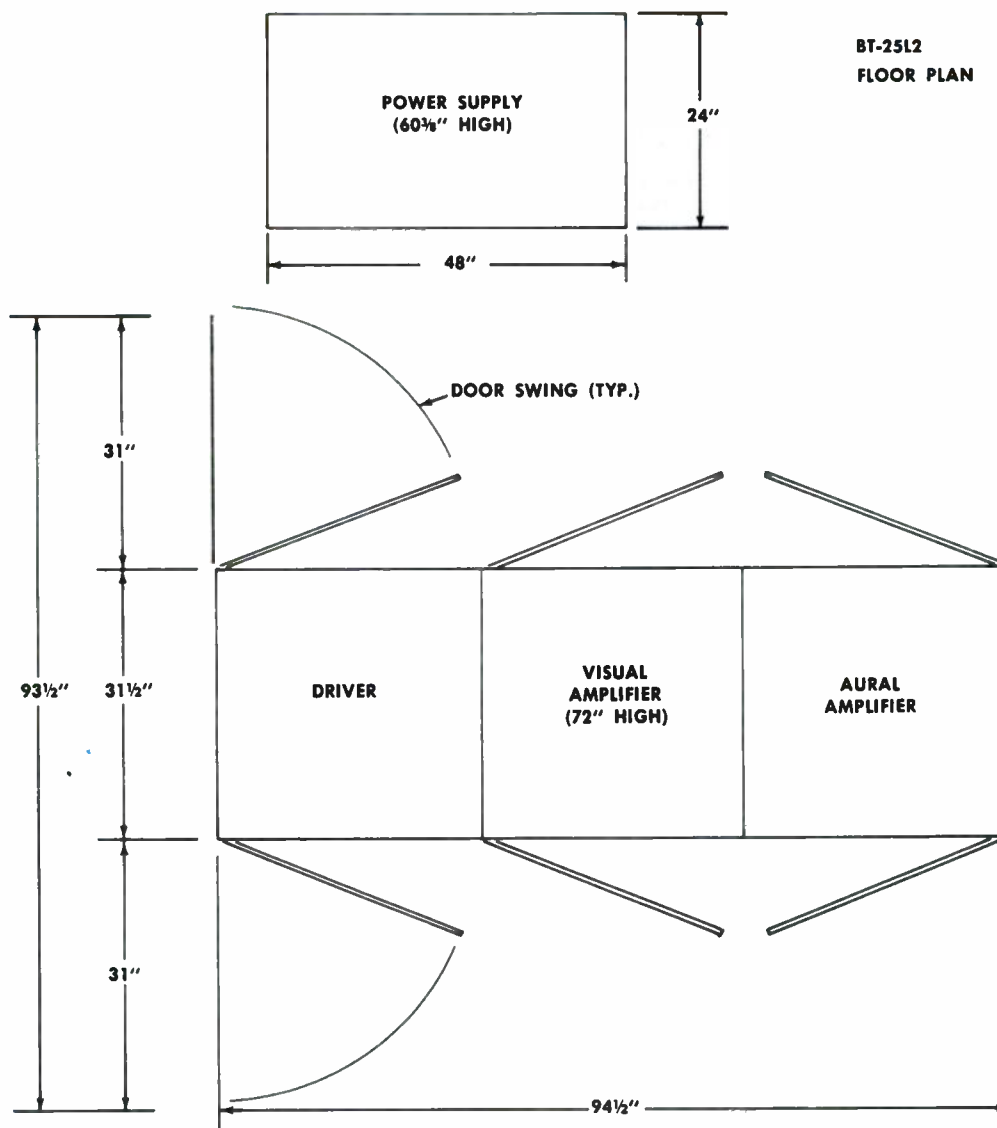 BT-25L2
FLOOR PLAN
POWER SUPPLY
(60⅜" HIGH)
24"
48"
DOOR SWING (TYP.)
31"
93½"
31½"
DRIVER
VISUAL
AMPLIFIER
(72" HIGH)
AURAL
AMPLIFIER
31"
94½"